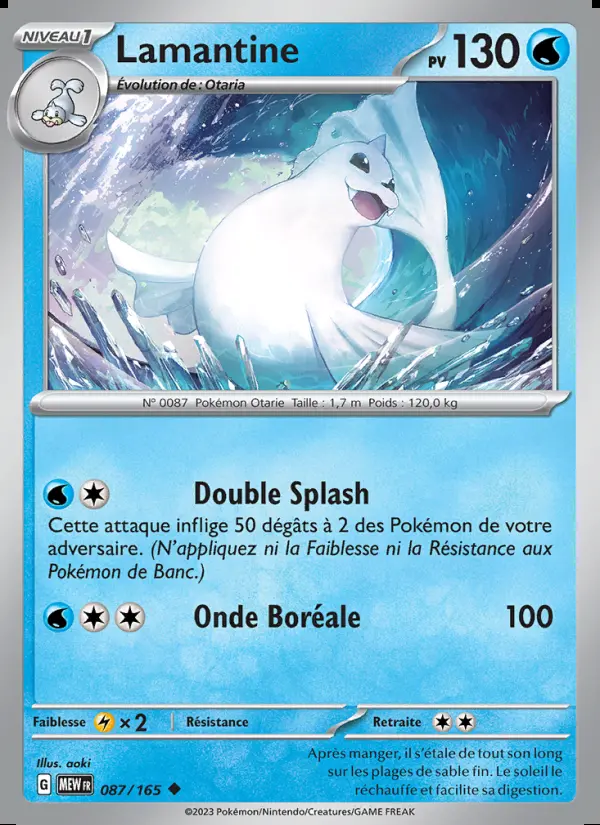 NIVEAU 1
Lamantine
PV 130
Évolution de : Otaria
N° 0087 Pokémon Otarie Taille : 1,7 m Poids : 120,0 kg
Double Splash
Cette attaque inflige 50 dégâts à 2 des Pokémon de votre
adversaire. (N’appliquez ni la Faiblesse ni la Résistance aux
Pokémon de Banc.)
Onde Boréale 100
Faiblesse ×2 Résistance Retraite
Illus. aoki
Après manger, il s’étale de tout son long
sur les plages de sable fin. Le soleil le
réchauffe et facilite sa digestion.
G MEW FR 087/165
©2023 Pokémon/Nintendo/Creatures/GAME FREAK